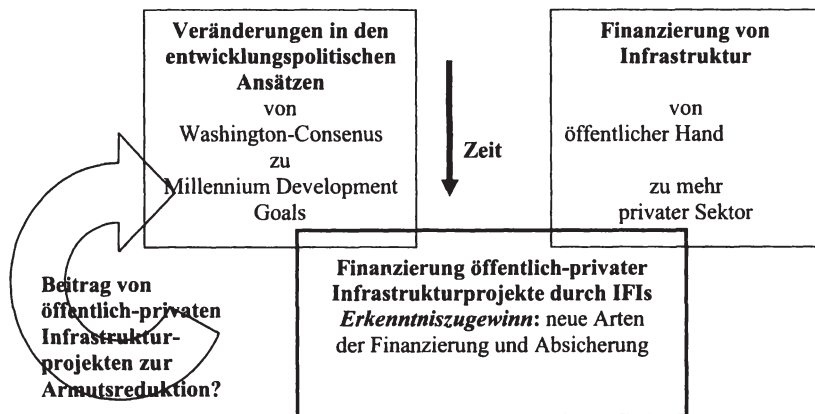 Veränderungen in den
entwicklungspolitischen
Ansätzen
von
Washington-Consenus
zu
Millennium Development
Goals
Zeit
Finanzierung von
Infrastruktur
von
öffentlicher Hand
zu mehr
privater Sektor
Beitrag von
öffentlich-privaten
Infrastruktur-
projekten zur
Armutsreduktion?
Finanzierung öffentlich-privater
Infrastrukturprojekte durch IFIs
Erkenntniszugewinn: neue Arten
der Finanzierung und Absicherung